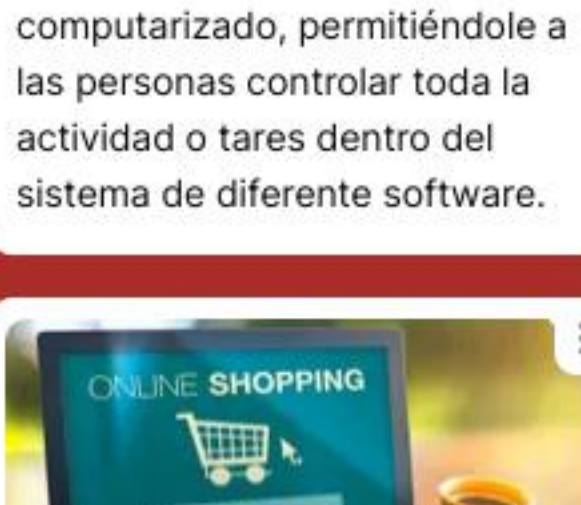 computarizado, permitiéndole a
las personas controlar toda la
actividad o tares dentro del
sistema de diferente software.
ONLINE SHOPPING